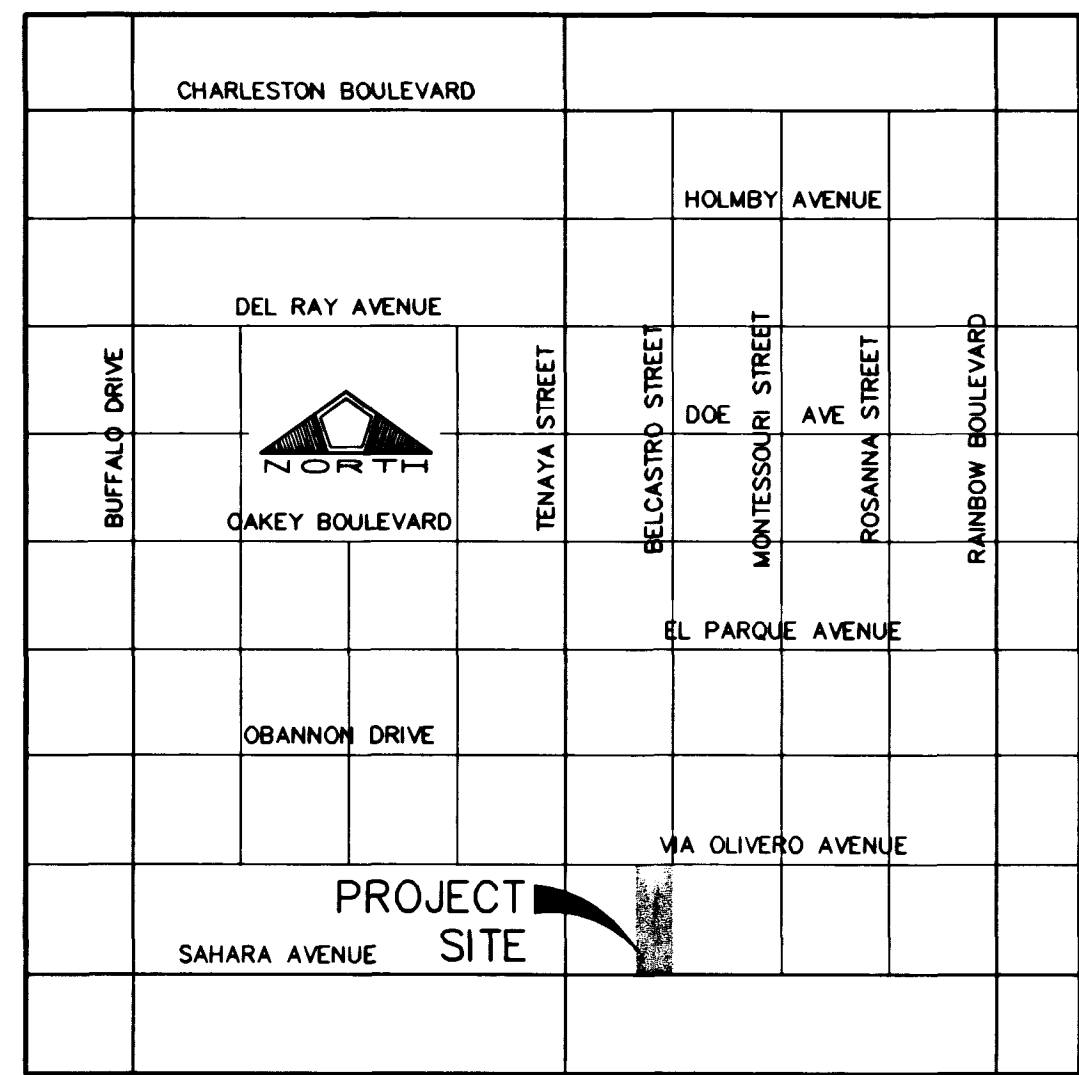 CHARLESTON BOULEVARD
HOLMBY AVENUE
DEL RAY AVENUE
BUFFALO DRIVE
NORTH
TENAYA STREET
BELCASTRO STREET
DOE AVE
MONTESSOURI STREET
ROSANNA STREET
RAINBOW BOULEVARD
OAKEY BOULEVARD
EL PARQUE AVENUE
OBANNON DRIVE
VIA OLIVERO AVENUE
PROJECT
SITE
SAHARA AVENUE